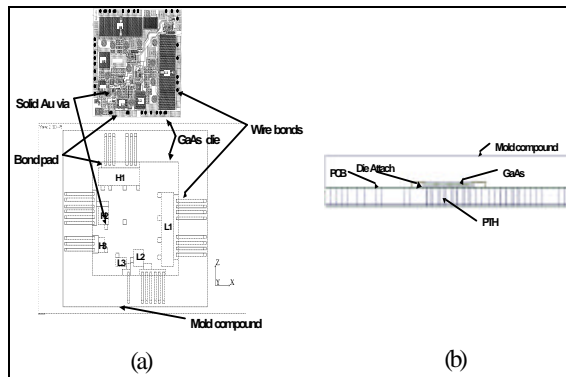 Solid Au via
Wire bonds
GaAs die
Bond pad
H1
H2
H3
L1
L2
L3
Z
Y X
Mold compound
(a)
Mold compound
PCB
Die Attach
GaAs
PTH
(b)